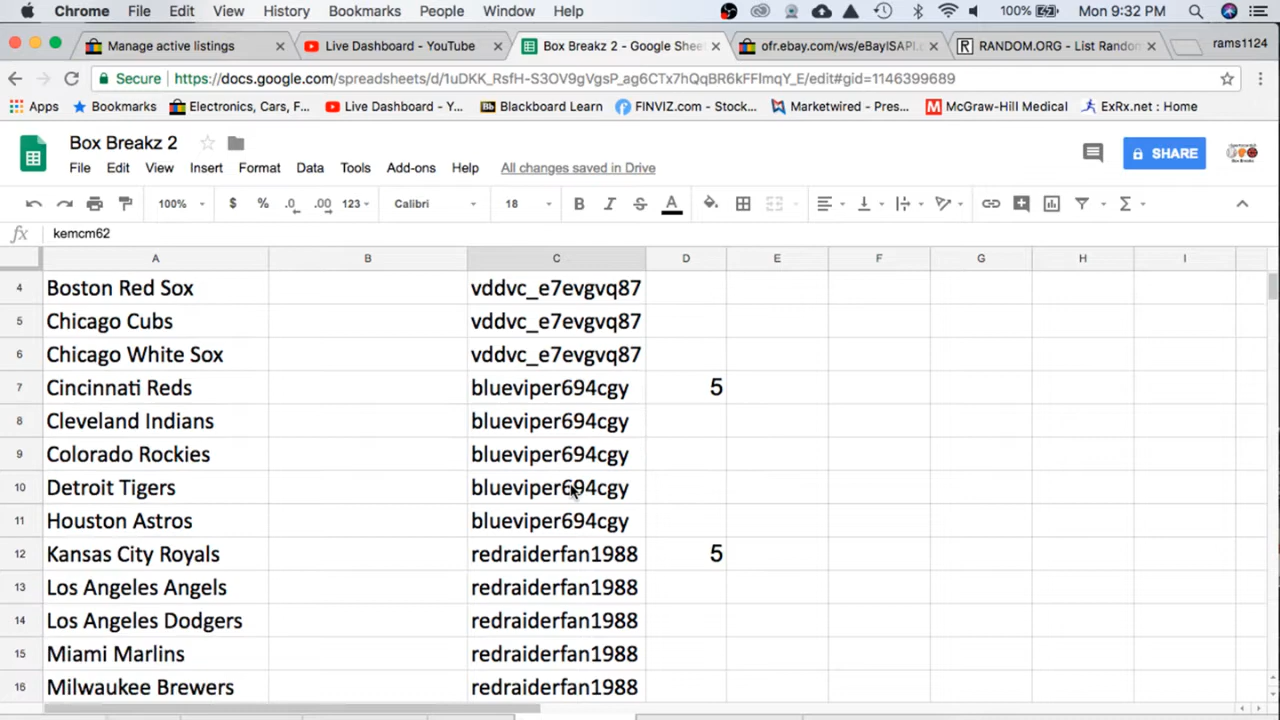 Chrome File Edit View History Bookmarks People Window Help 100% Mon 9:32 PM
Manage active listings Live Dashboard - YouTube Box Breakz 2 - Google Sheet ofr.ebay.com/ws/eBayISAPI.c RANDOM.ORG - List Random rams1124
Secure https://docs.google.com/spreadsheets/d/1uDKK_RsfH-S3OV9gVgsP_ag6CTx7hQqBR6kFFImqY_E/edit#gid=1146399689
Apps Bookmarks Electronics, Cars, F... Live Dashboard - Y... Blackboard Learn FINVIZ.com - Stock... Marketwired - Pres... McGraw-Hill Medical ExRx.net : Home
Box Breakz 2
SHARE
File Edit View Insert Format Data Tools Add-ons Help All changes saved in Drive
100% $ % .0 .00 123 Calibri 18 B I S A Σ
fx kemcm62
A B C D E F G H I
4 Boston Red Sox vddvc_e7evgvq87
5 Chicago Cubs vddvc_e7evgvq87
6 Chicago White Sox vddvc_e7evgvq87
7 Cincinnati Reds blueviper694cgy 5
8 Cleveland Indians blueviper694cgy
9 Colorado Rockies blueviper694cgy
10 Detroit Tigers blueviper694cgy
11 Houston Astros blueviper694cgy
12 Kansas City Royals redraiderfan1988 5
13 Los Angeles Angels redraiderfan1988
14 Los Angeles Dodgers redraiderfan1988
15 Miami Marlins redraiderfan1988
16 Milwaukee Brewers redraiderfan1988